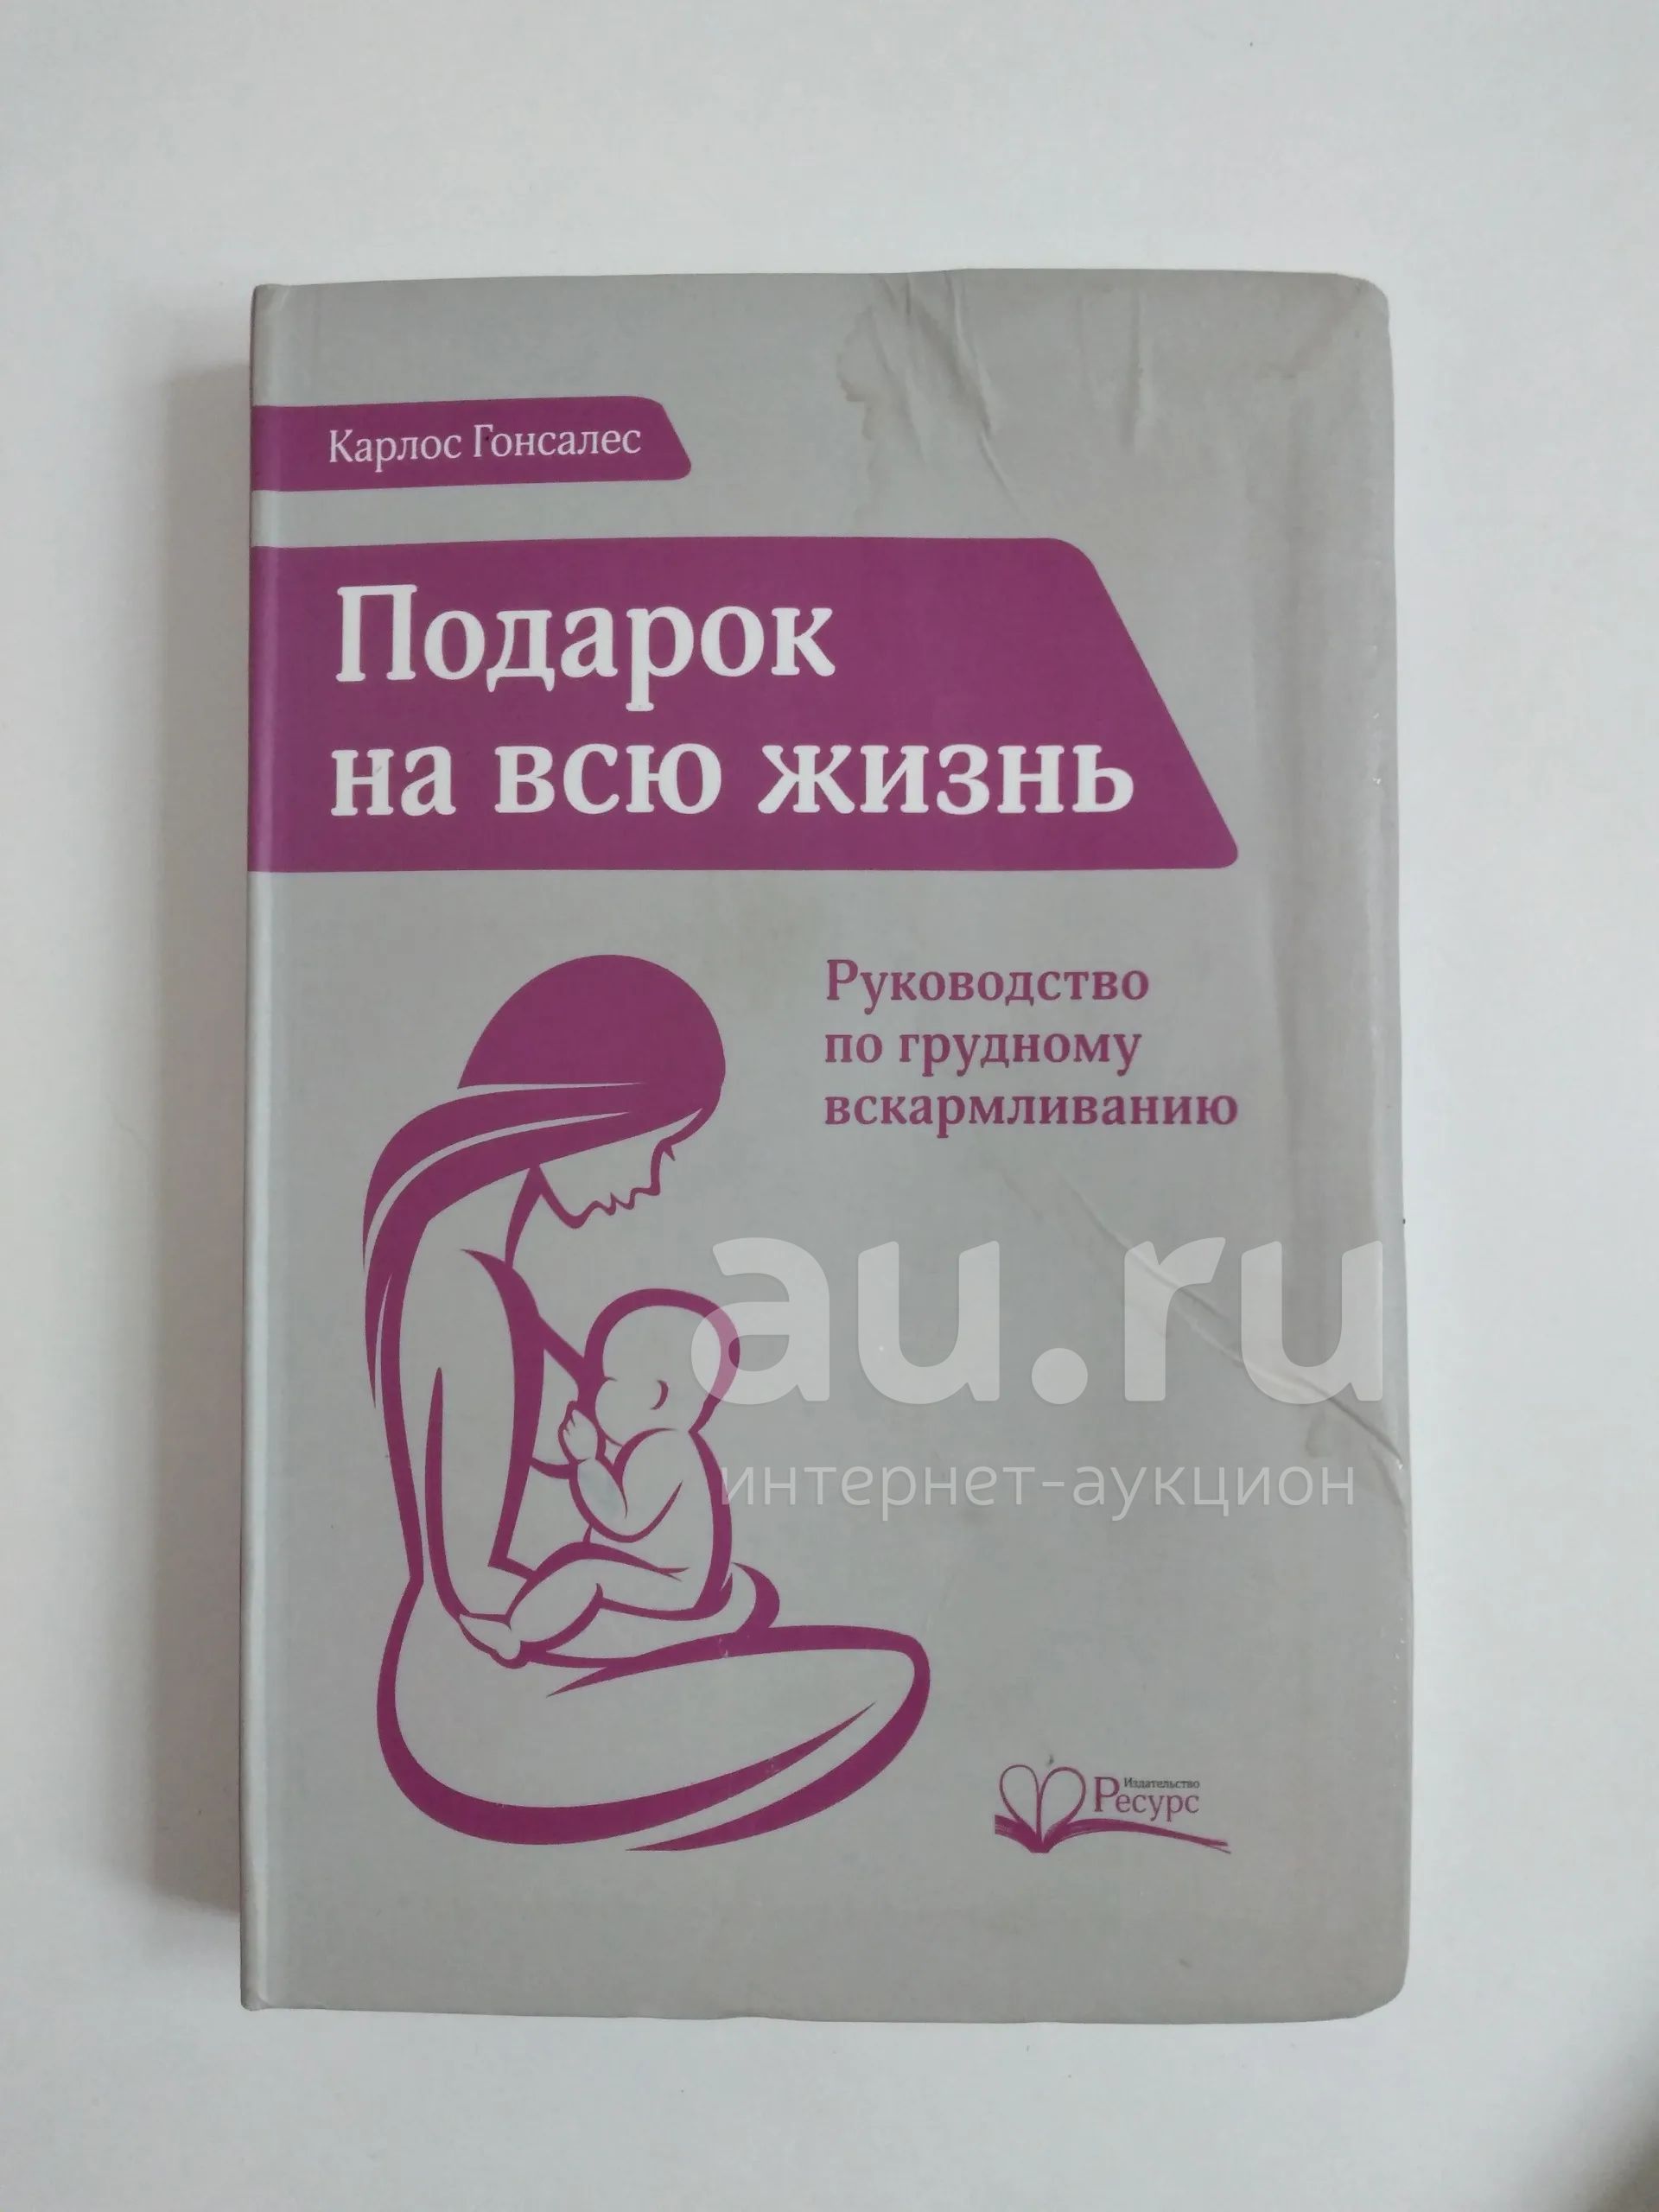 Карлос Гонсалес
Подарок
на всю жизнь
Руководство
по грудному
вскармливанию
au.ru
интернет-аукцион
Издательство
Ресурс